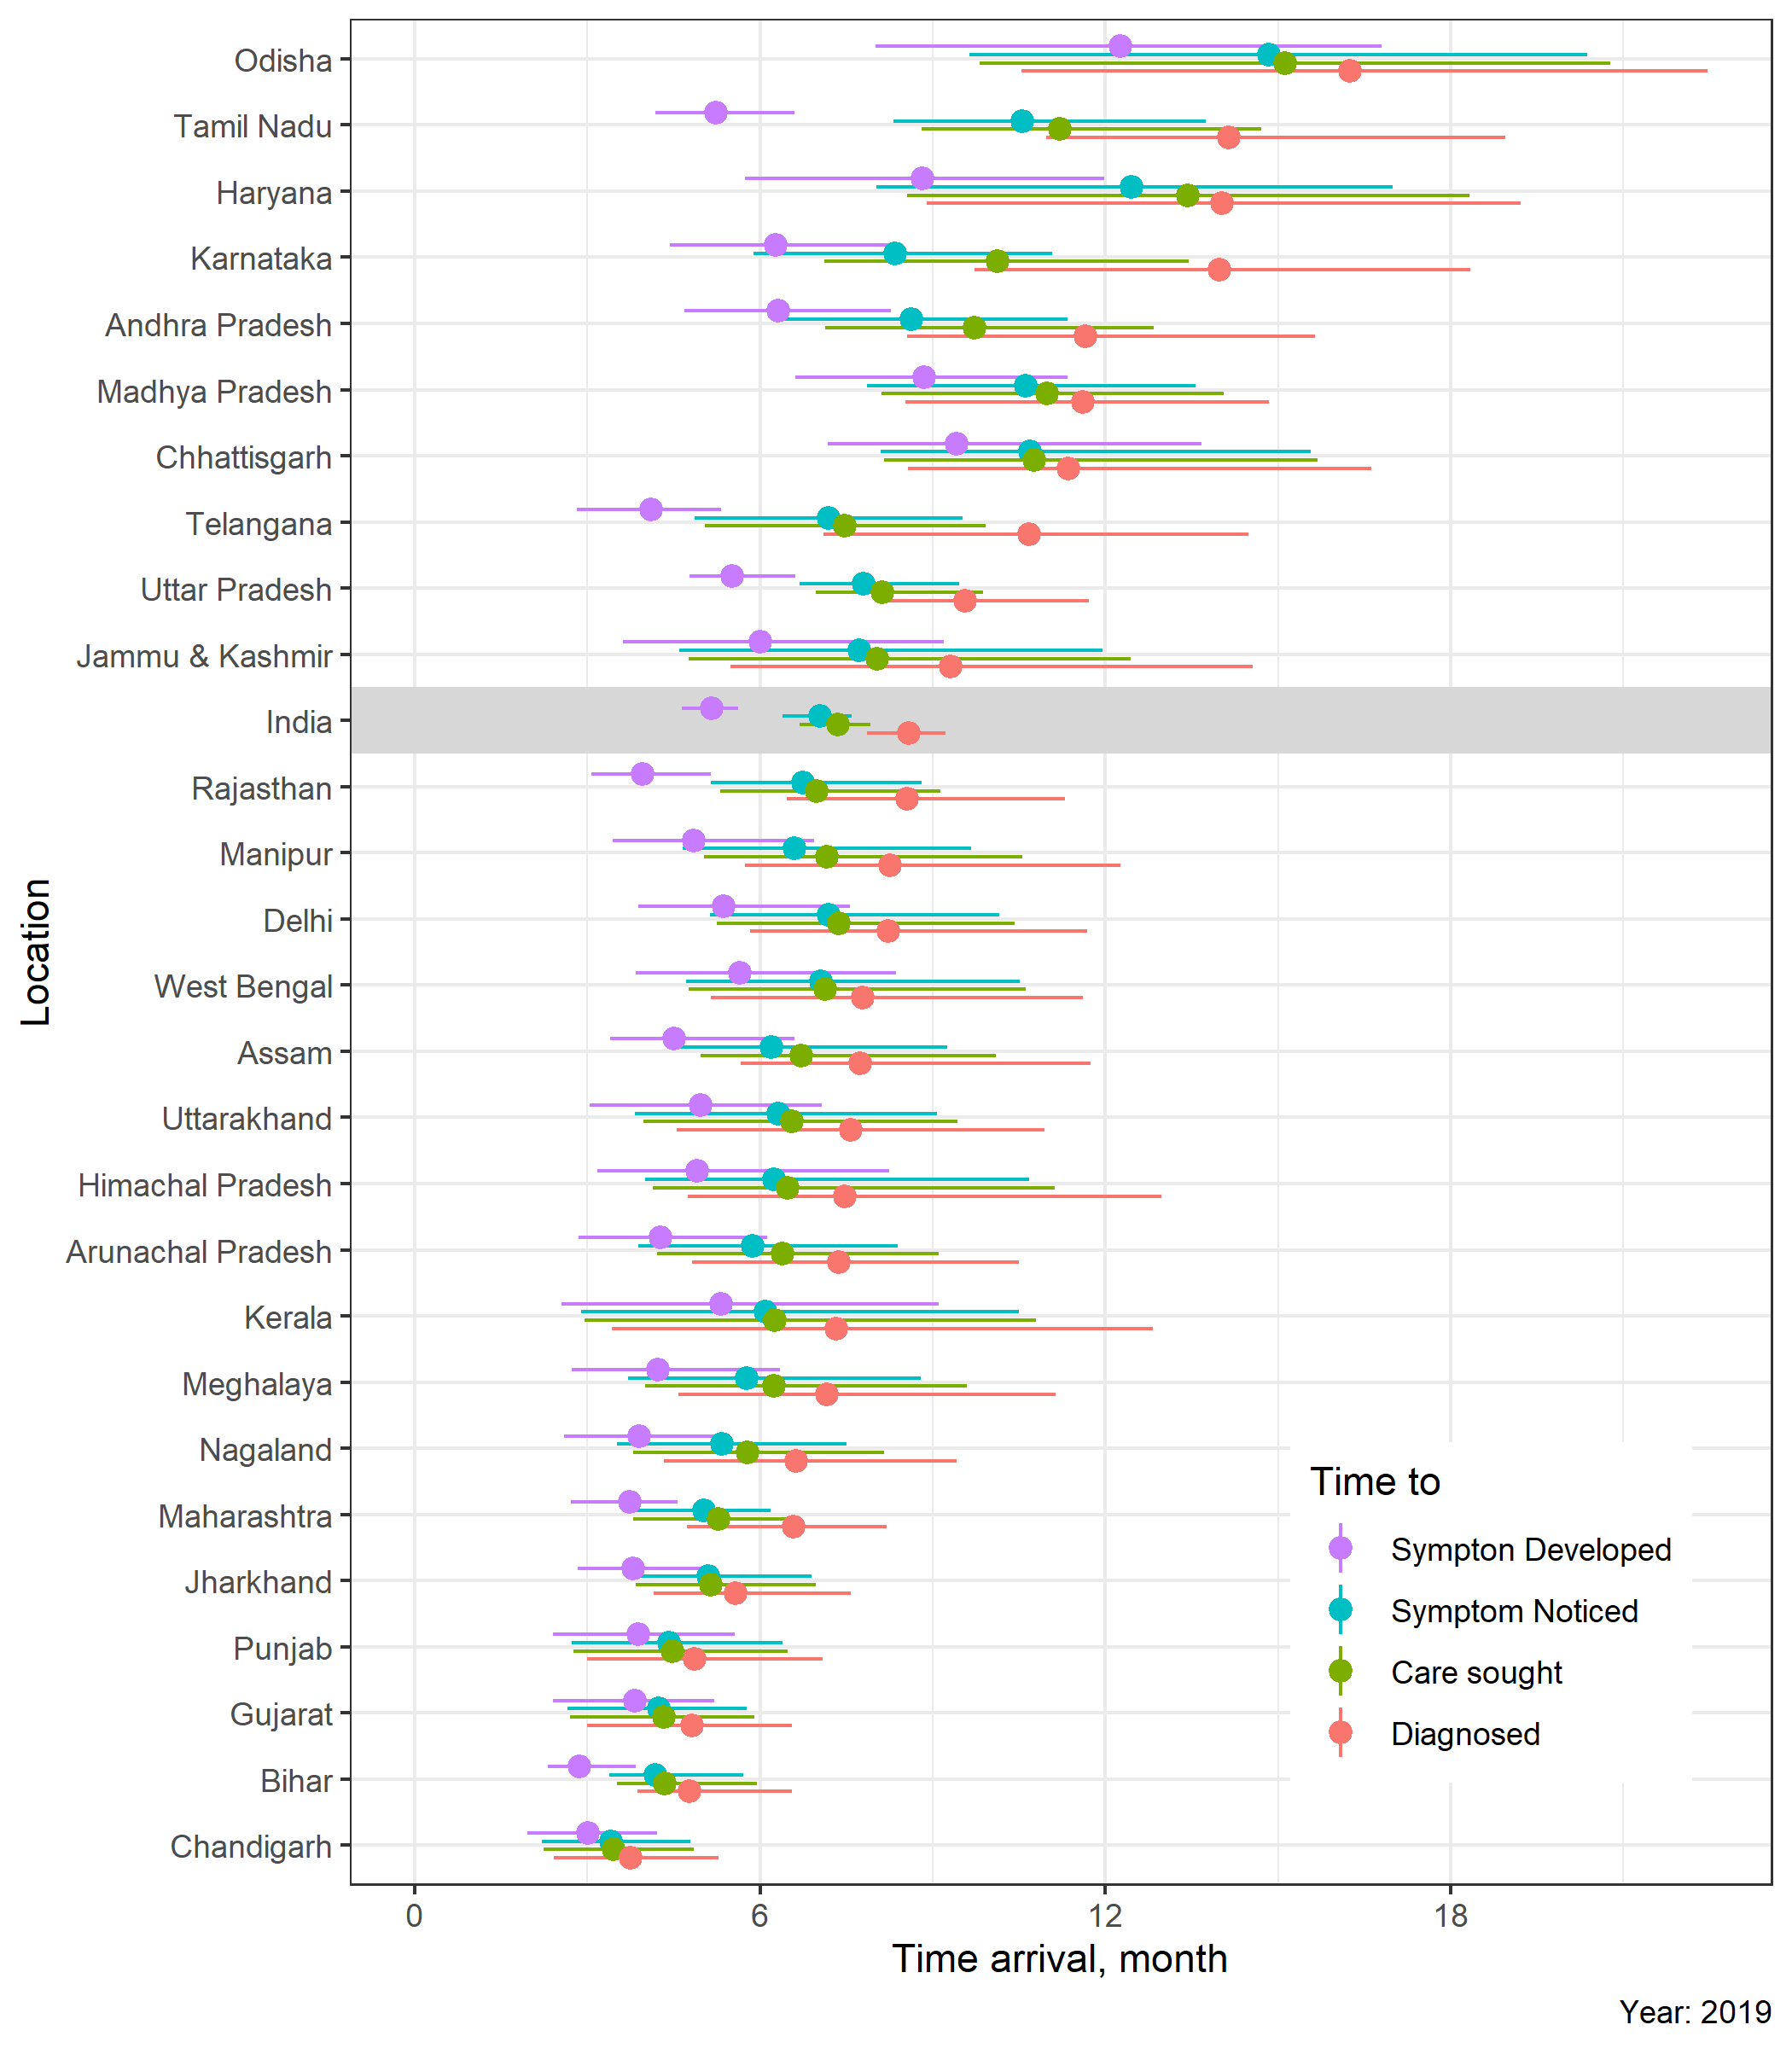 Odisha
Tamil Nadu
Haryana
Karnataka
Andhra Pradesh
Madhya Pradesh
Chhattisgarh
Telangana
Uttar Pradesh
Jammu & Kashmir
India
Rajasthan
Manipur
Delhi
West Bengal
Assam
Uttarakhand
Himachal Pradesh
Arunachal Pradesh
Kerala
Meghalaya
Nagaland
Maharashtra
Jharkhand
Punjab
Gujarat
Bihar
Chandigarh
Location
Time to
Sympton Developed
Symptom Noticed
Care sought
Diagnosed
0 6 12 18
Time arrival, month
Year: 2019